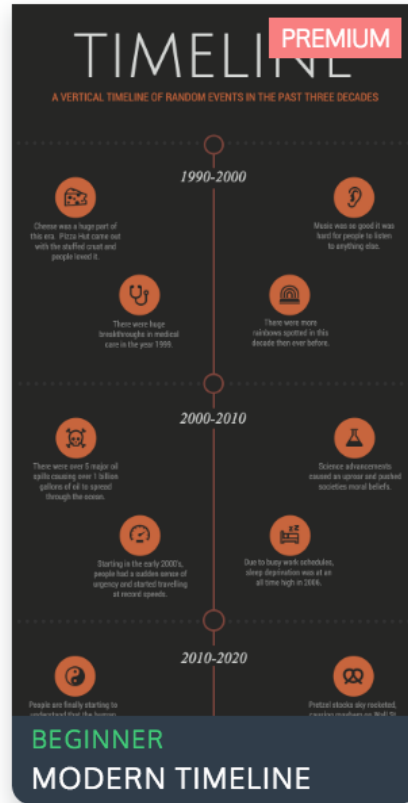 TIMELINE
PREMIUM
A VERTICAL TIMELINE OF RANDOM EVENTS IN THE PAST THREE DECADES
1990-2000
Cheese was a huge part of
this era. Pizza Hut came out
with the stuffed crust and
people loved it.
Music was so good it was
hard for people to listen
to anything else.
There were huge
breakthroughs in medical
care in the year 1999.
There were more
rainbows spotted in this
decade then ever before.
2000-2010
There were over 5 major oil
spills causing over 1 billion
gallons of oil to spread
through the ocean.
Science advancements
caused an uproar and pushed
societies moral beliefs.
Starting in the early 2000's,
people had a sudden sense of
urgency and started travelling
at record speeds.
Due to busy work schedules,
sleep deprivation was at an
all time high in 2006.
2010-2020
People are finally starting to
understand that the human
Pretzel stocks sky rocketed,
BEGINNER
MODERN TIMELINE